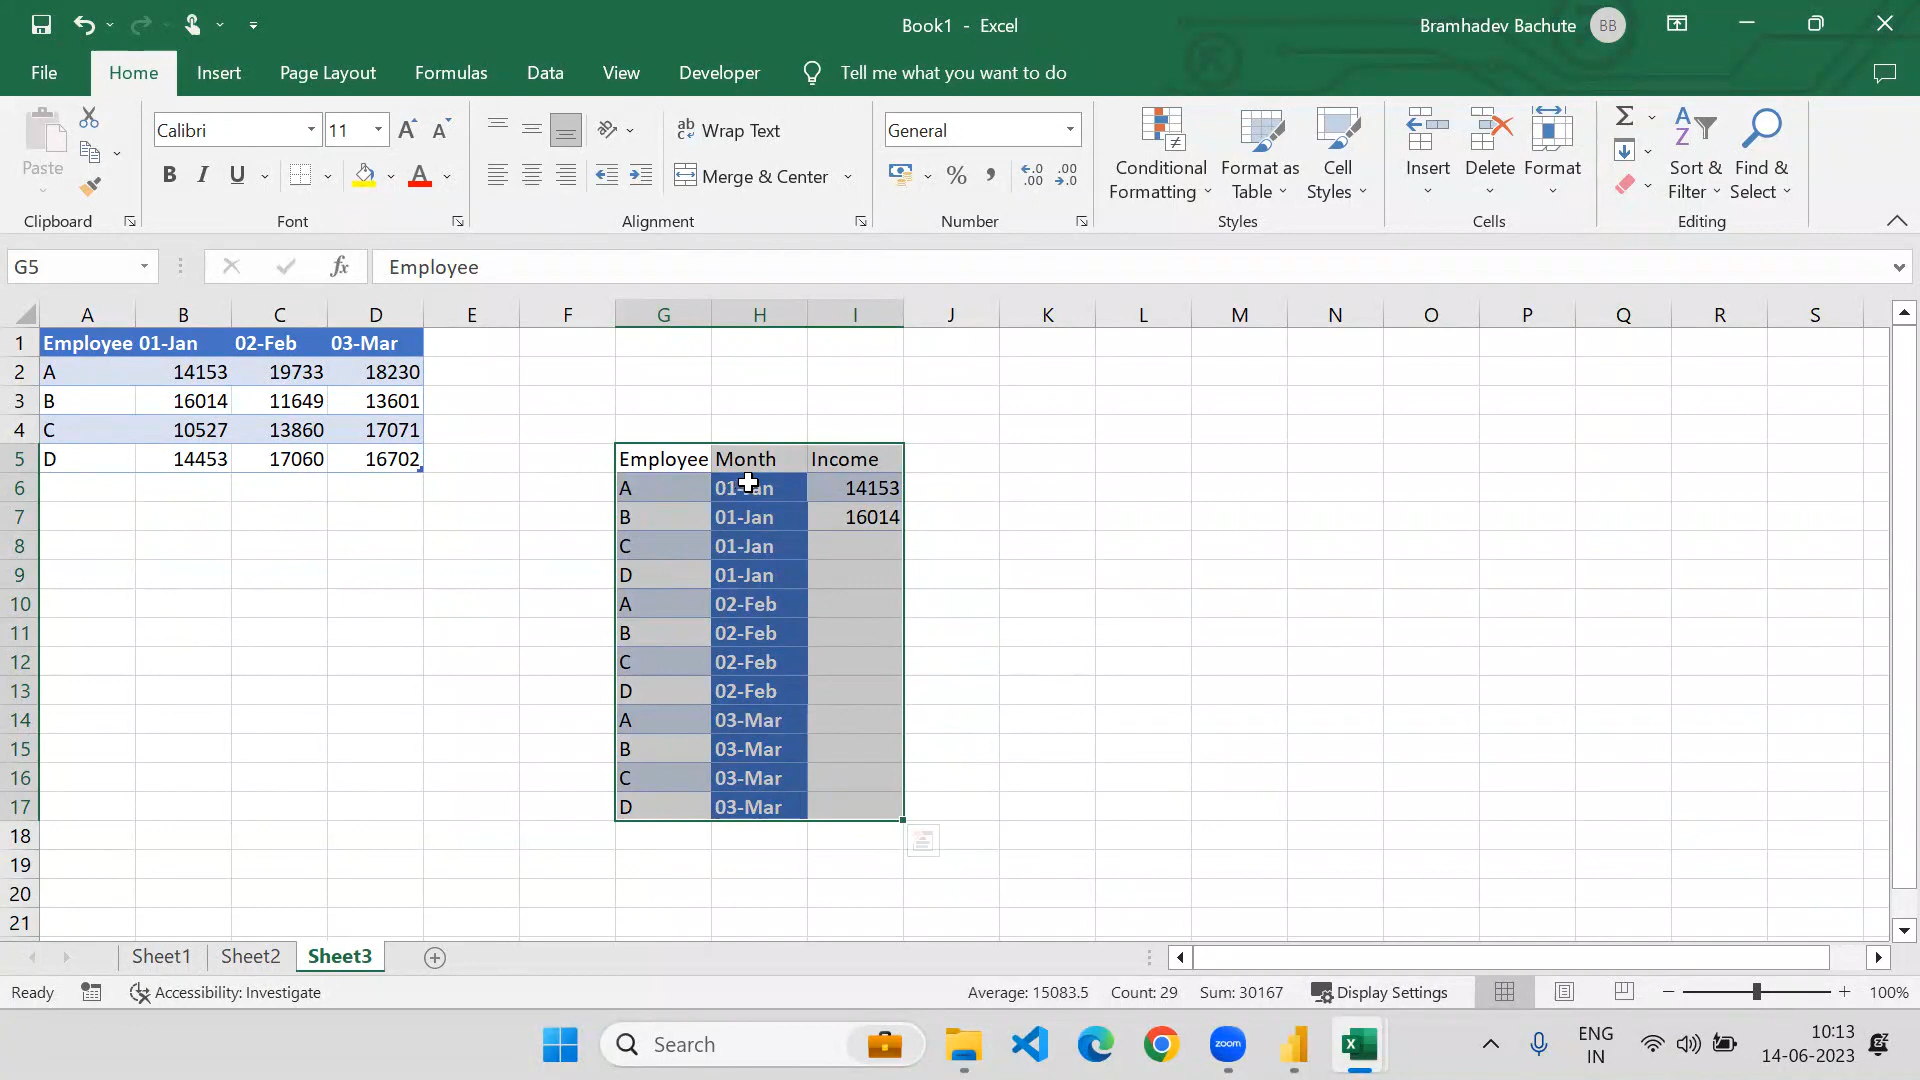 Book1 - Excel
Bramhadev Bachute
BB
File Home Insert Page Layout Formulas Data View Developer Tell me what you want to do
Paste
Calibri 11
Wrap Text
Merge & Center
General
Conditional Formatting
Format as Table
Cell Styles
Insert
Delete
Format
Sort & Filter
Find & Select
Clipboard
Font
Alignment
Number
Styles
Cells
Editing
G5
fx
Employee
A B C D E F G H I J K L M N O P Q R S
1 Employee 01-Jan 02-Feb 03-Mar
2 A 14153 19733 18230
3 B 16014 11649 13601
4 C 10527 13860 17071
5 D 14453 17060 16702 Employee Month Income
6 A 01-Jan 14153
7 B 01-Jan 16014
8 C 01-Jan
9 D 01-Jan
10 A 02-Feb
11 B 02-Feb
12 C 02-Feb
13 D 02-Feb
14 A 03-Mar
15 B 03-Mar
16 C 03-Mar
17 D 03-Mar
18
19
20
21
Sheet1 Sheet2 Sheet3
Ready
Accessibility: Investigate
Average: 15083.5 Count: 29 Sum: 30167
Display Settings
100%
Search
zoom
ENG
IN
10:13
14-06-2023